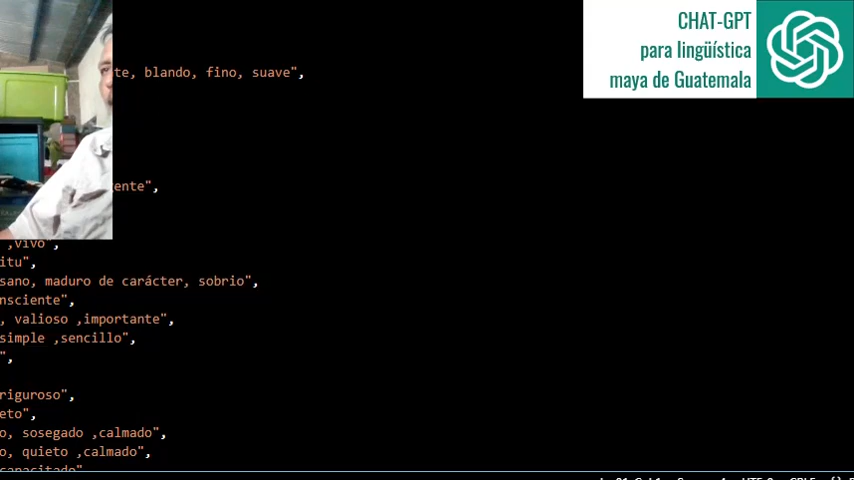 CHAT-GPT
para lingüística
maya de Guatemala
te, blando, fino, suave",
ente",
,vivo",
itu",
sano, maduro de carácter, sobrio",
nsciente",
, valioso ,importante",
simple ,sencillo",
",
riguroso",
eto",
o, sosegado ,calmado",
o, quieto ,calmado",
capacitado"